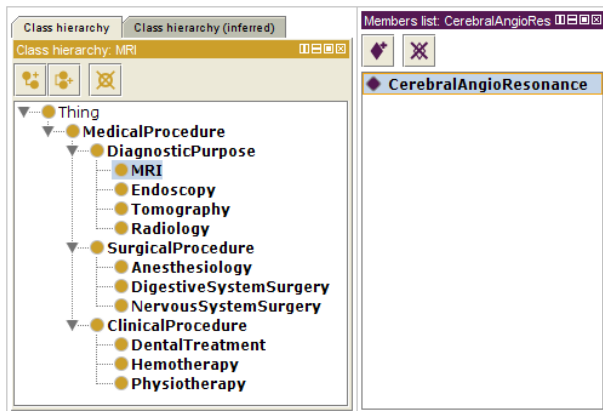 Class hierarchy
Class hierarchy (inferred)
Class hierarchy: MRI
Thing
MedicalProcedure
DiagnosticPurpose
MRI
Endoscopy
Tomography
Radiology
SurgicalProcedure
Anesthesiology
DigestiveSystemSurgery
NervousSystemSurgery
ClinicalProcedure
DentalTreatment
Hemotherapy
Physiotherapy
Members list: CerebralAngioRes
CerebralAngioResonance